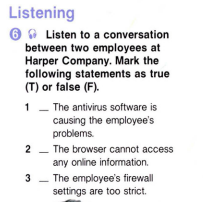 Listening
6 Listen to a conversation
between two employees at
Harper Company. Mark the
following statements as true
(T) or false (F).
1 __ The antivirus software is
causing the employee's
problems.
2 __ The browser cannot access
any online information.
3 __ The employee's firewall
settings are too strict.